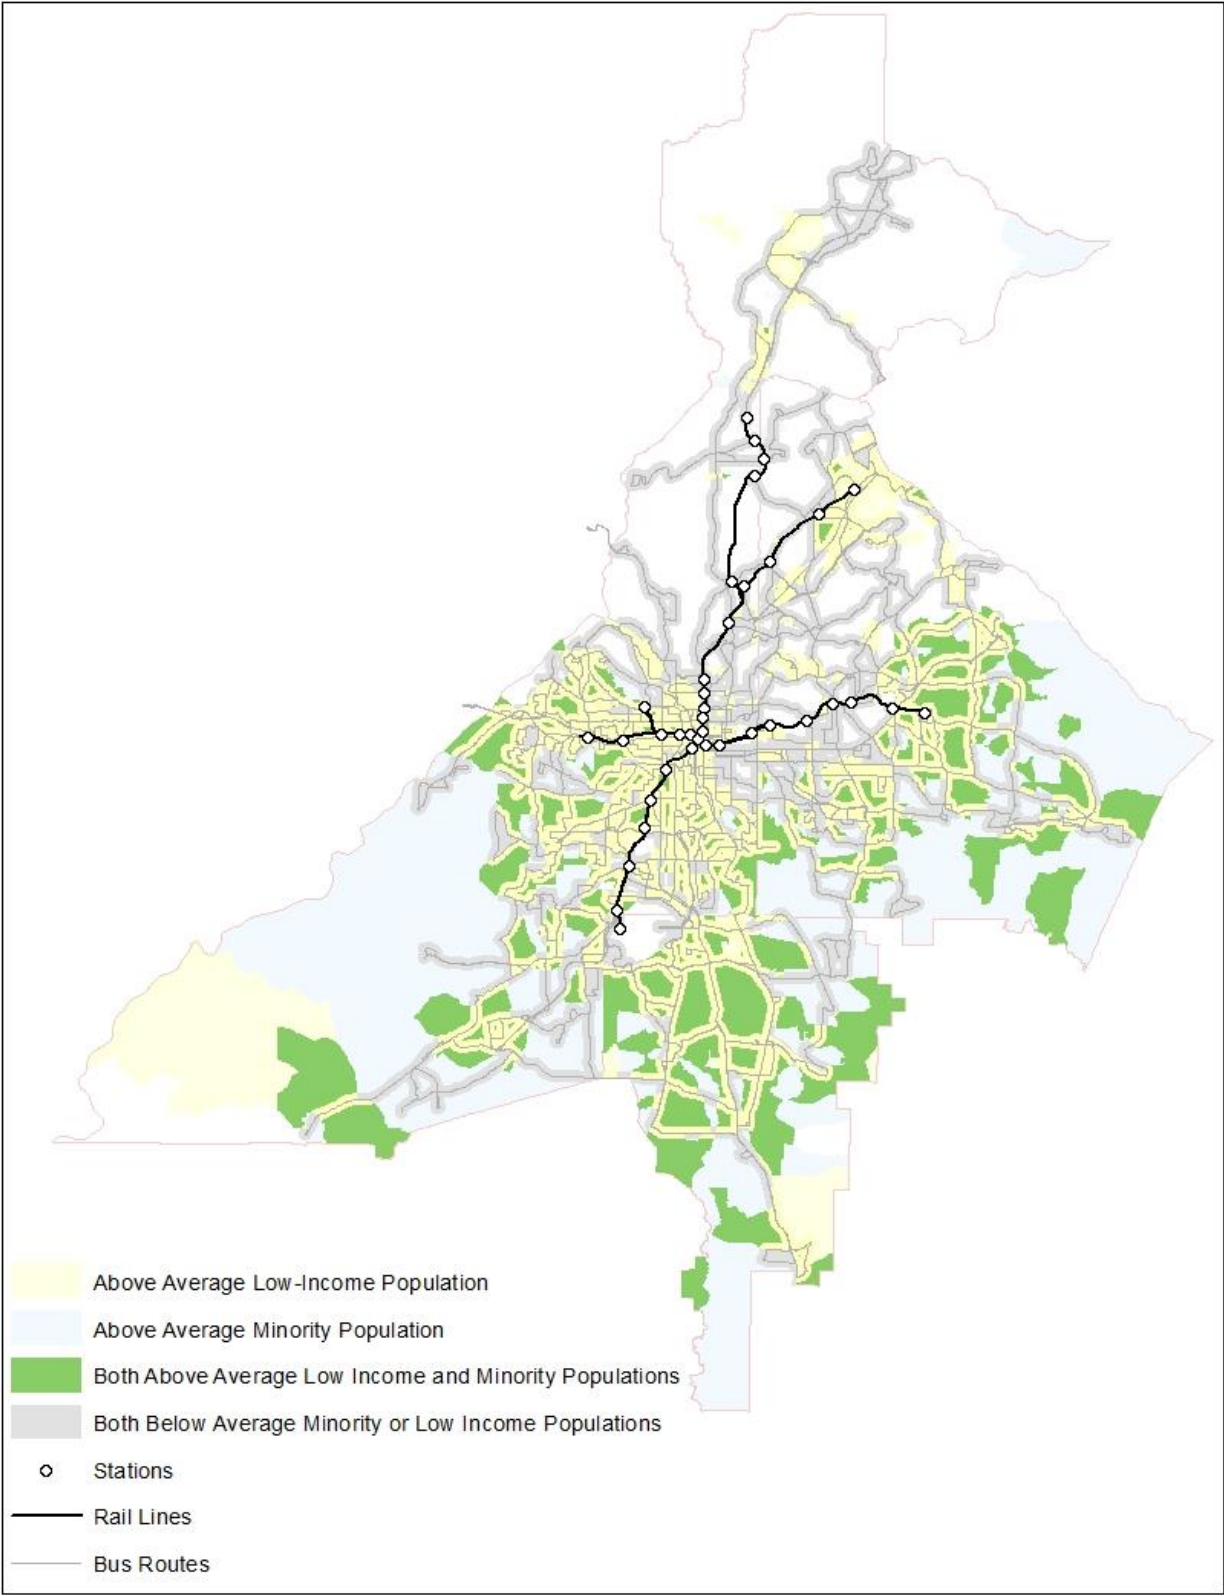 Above Average Low-Income Population
Above Average Minority Population
Both Above Average Low Income and Minority Populations
Both Below Average Minority or Low Income Populations
Stations
Rail Lines
Bus Routes